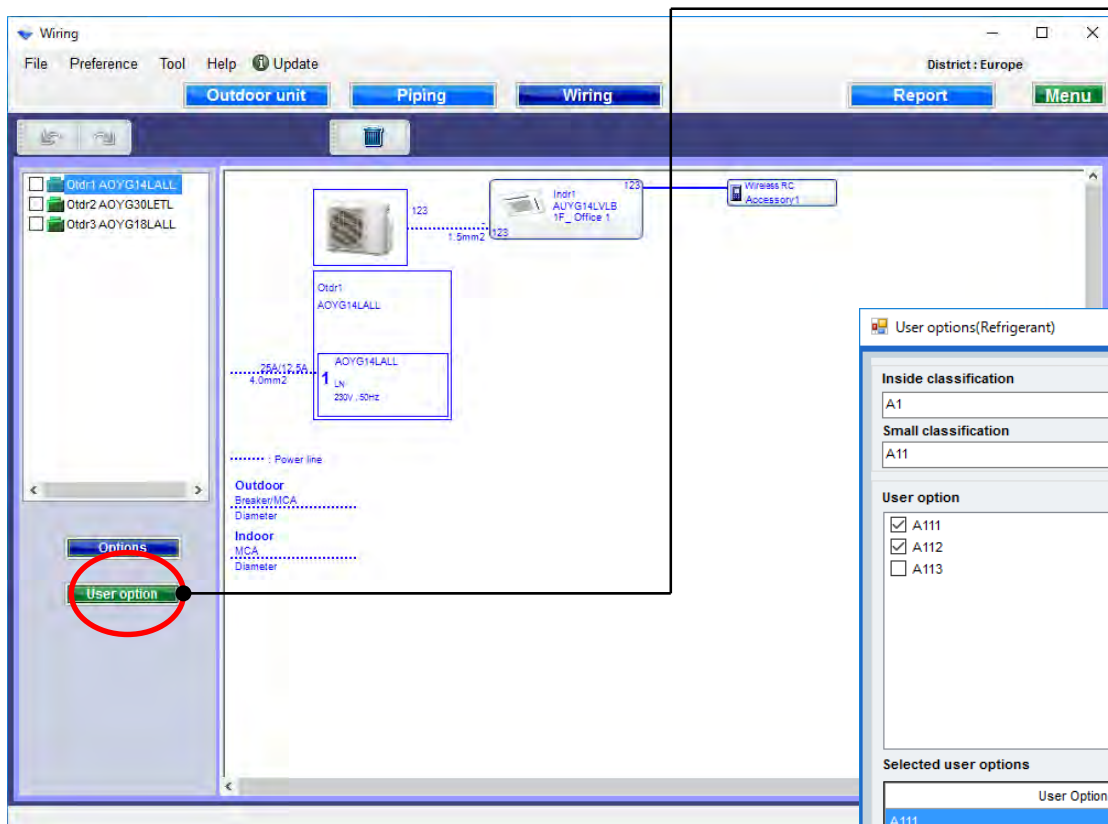 Wiring
File Preference Tool Help Update
District : Europe
Outdoor unit Piping Wiring Report Menu
Otdr1 AOYG14LALL
Otdr2 AOYG30LETL
Otdr3 AOYG18LALL
123
-
1.5mm2
123
123
Indr1
AUYG14LVLB
1F_ Office 1
Wireless RC
Accessory1
Otdr1
AOYG14LALL
25A/12.5A
4.0mm2
AOYG14LALL
1 LN
230V , 50Hz
........ : Power line
Outdoor
Breaker/MCA
Diameter
Indoor
MCA
Diameter
Options
User option
User options(Refrigerant)
Inside classification
A1
Small classification
A11
User option
A111
A112
A113
Selected user options
User Option
A111